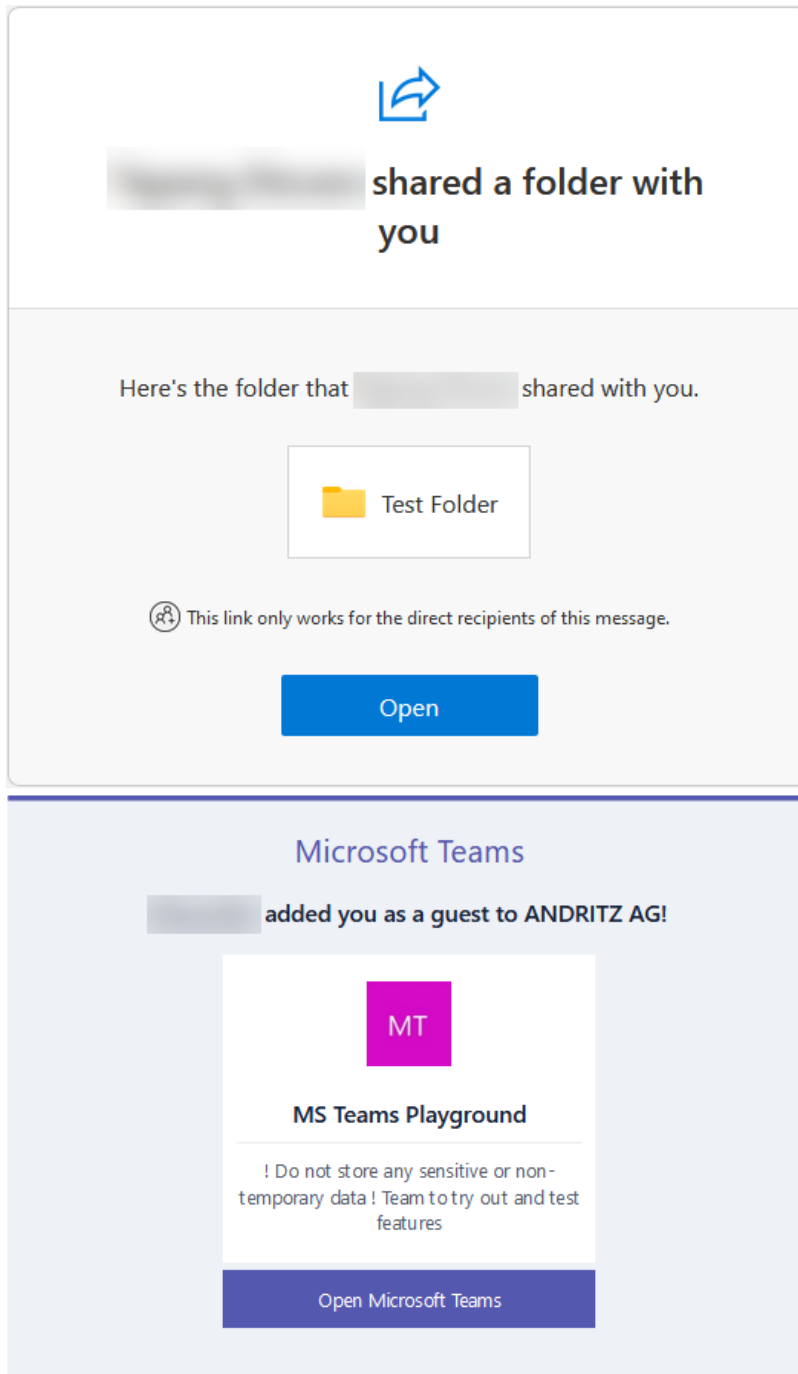 shared a folder with
you
Here's the folder that shared with you.
Test Folder
This link only works for the direct recipients of this message.
Open
Microsoft Teams
added you as a guest to ANDRITZ AG!
MT
MS Teams Playground
! Do not store any sensitive or non-
temporary data ! Team to try out and test
features
Open Microsoft Teams